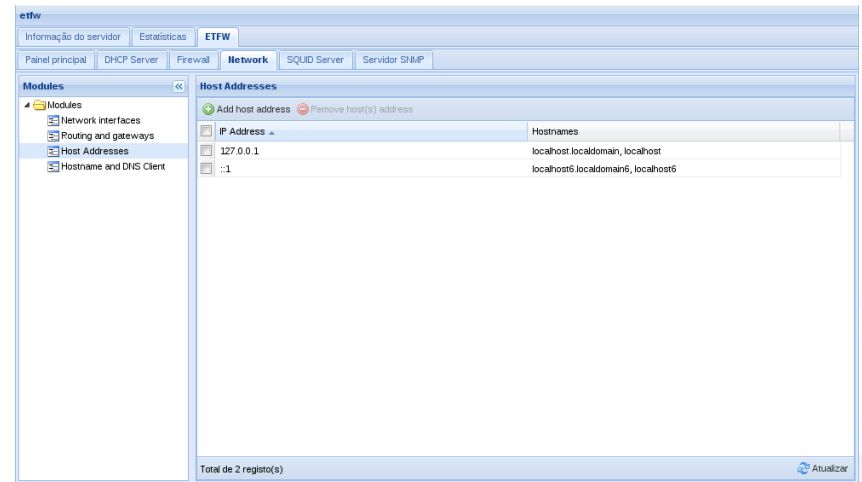 etfw
Informação do servidor Estatísticas ETFW
Painel principal DHCP Server Firewall Network SQUID Server Servidor SNMP
Modules
Modules
Network interfaces
Routing and gateways
Host Addresses
Hostname and DNS Client
Host Addresses
Add host address Remove host(s) address
IP Address Hostnames
127.0.0.1 localhost.localdomain, localhost
::1 localhost6.localdomain6, localhost6
Total de 2 registo(s) Atualizar